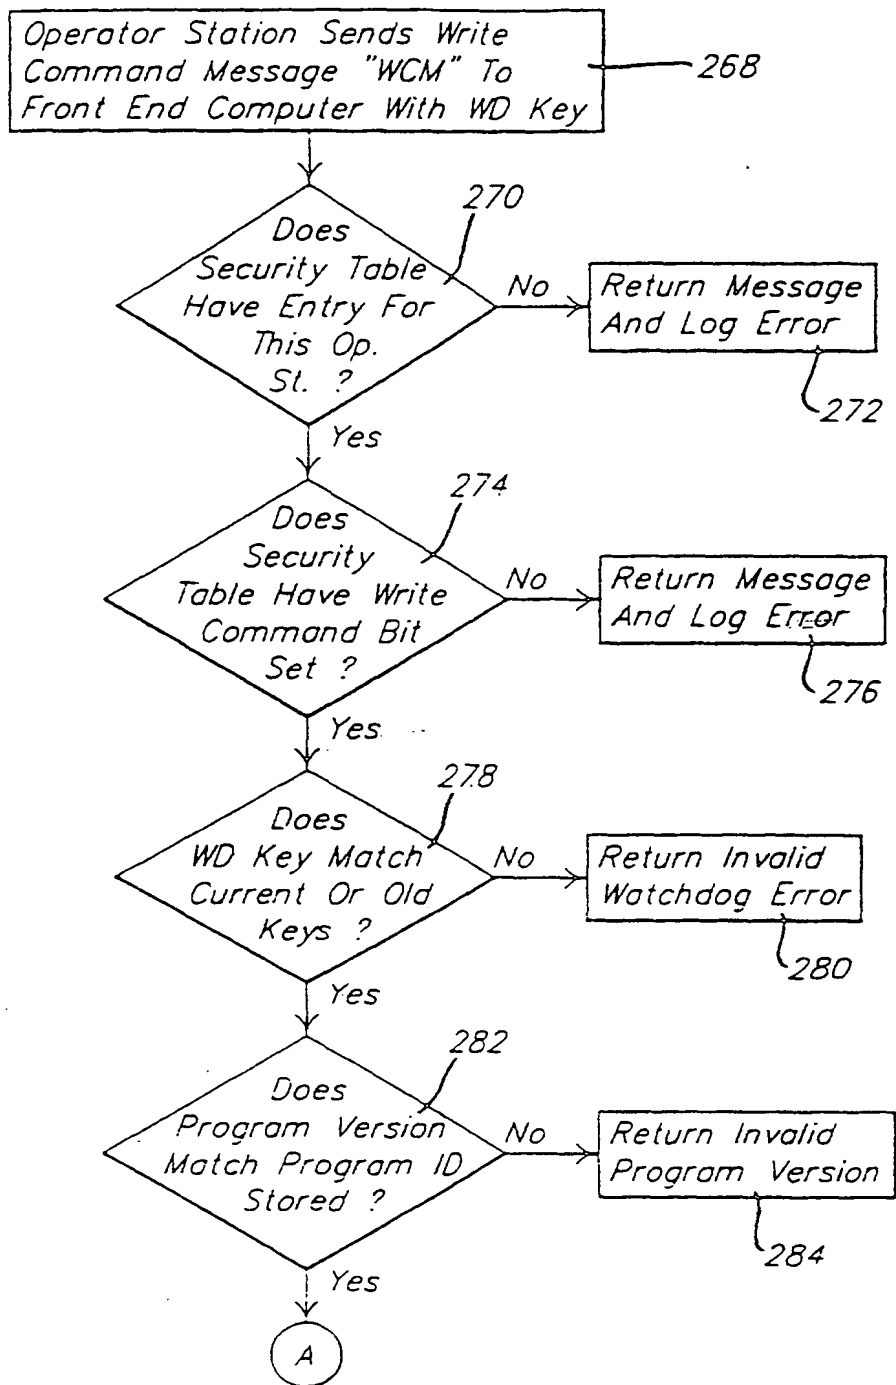 Operator Station Sends Write
Command Message "WCM" To
Front End Computer With WD Key
268
270
Does
Security Table
Have Entry For
This Op.
St. ?
No
Return Message
And Log Error
272
Yes
274
Does
Security
Table Have Write
Command Bit
Set ?
No
Return Message
And Log Error
276
Yes
278
Does
WD Key Match
Current Or Old
Keys ?
No
Return Invalid
Watchdog Error
280
Yes
282
Does
Program Version
Match Program ID
Stored ?
No
Return Invalid
Program Version
284
Yes
A